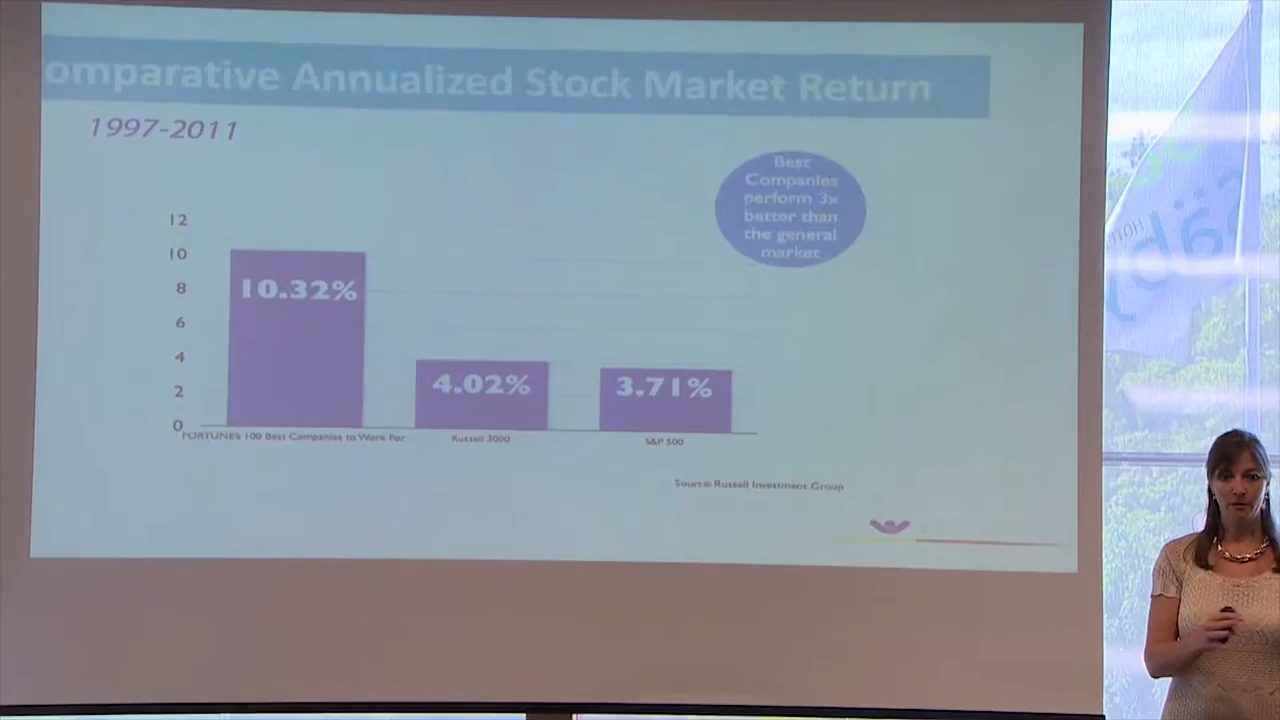 omparative Annualized Stock Market Return
1997-2011
Best
Companies
perform 3x
better than
the general
market
12
10
8
6
4
2
0
10.32%
4.02%
3.71%
FORTUNE's 100 Best Companise to Work For
Russell 3000
S&P 500
Source: Russell Investment Group